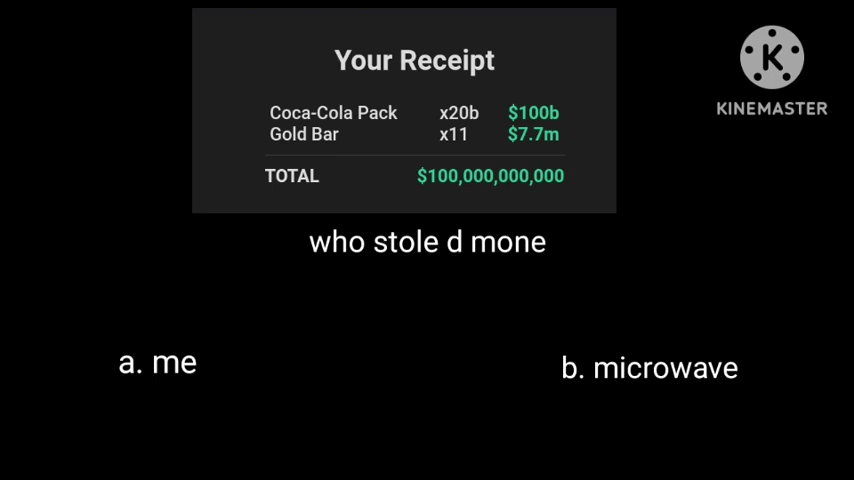 Your Receipt
Coca-Cola Pack x20b $100b
Gold Bar x11 $7.7m
TOTAL $100,000,000,000
K
KINEMASTER
who stole d mone
a. me
b. microwave